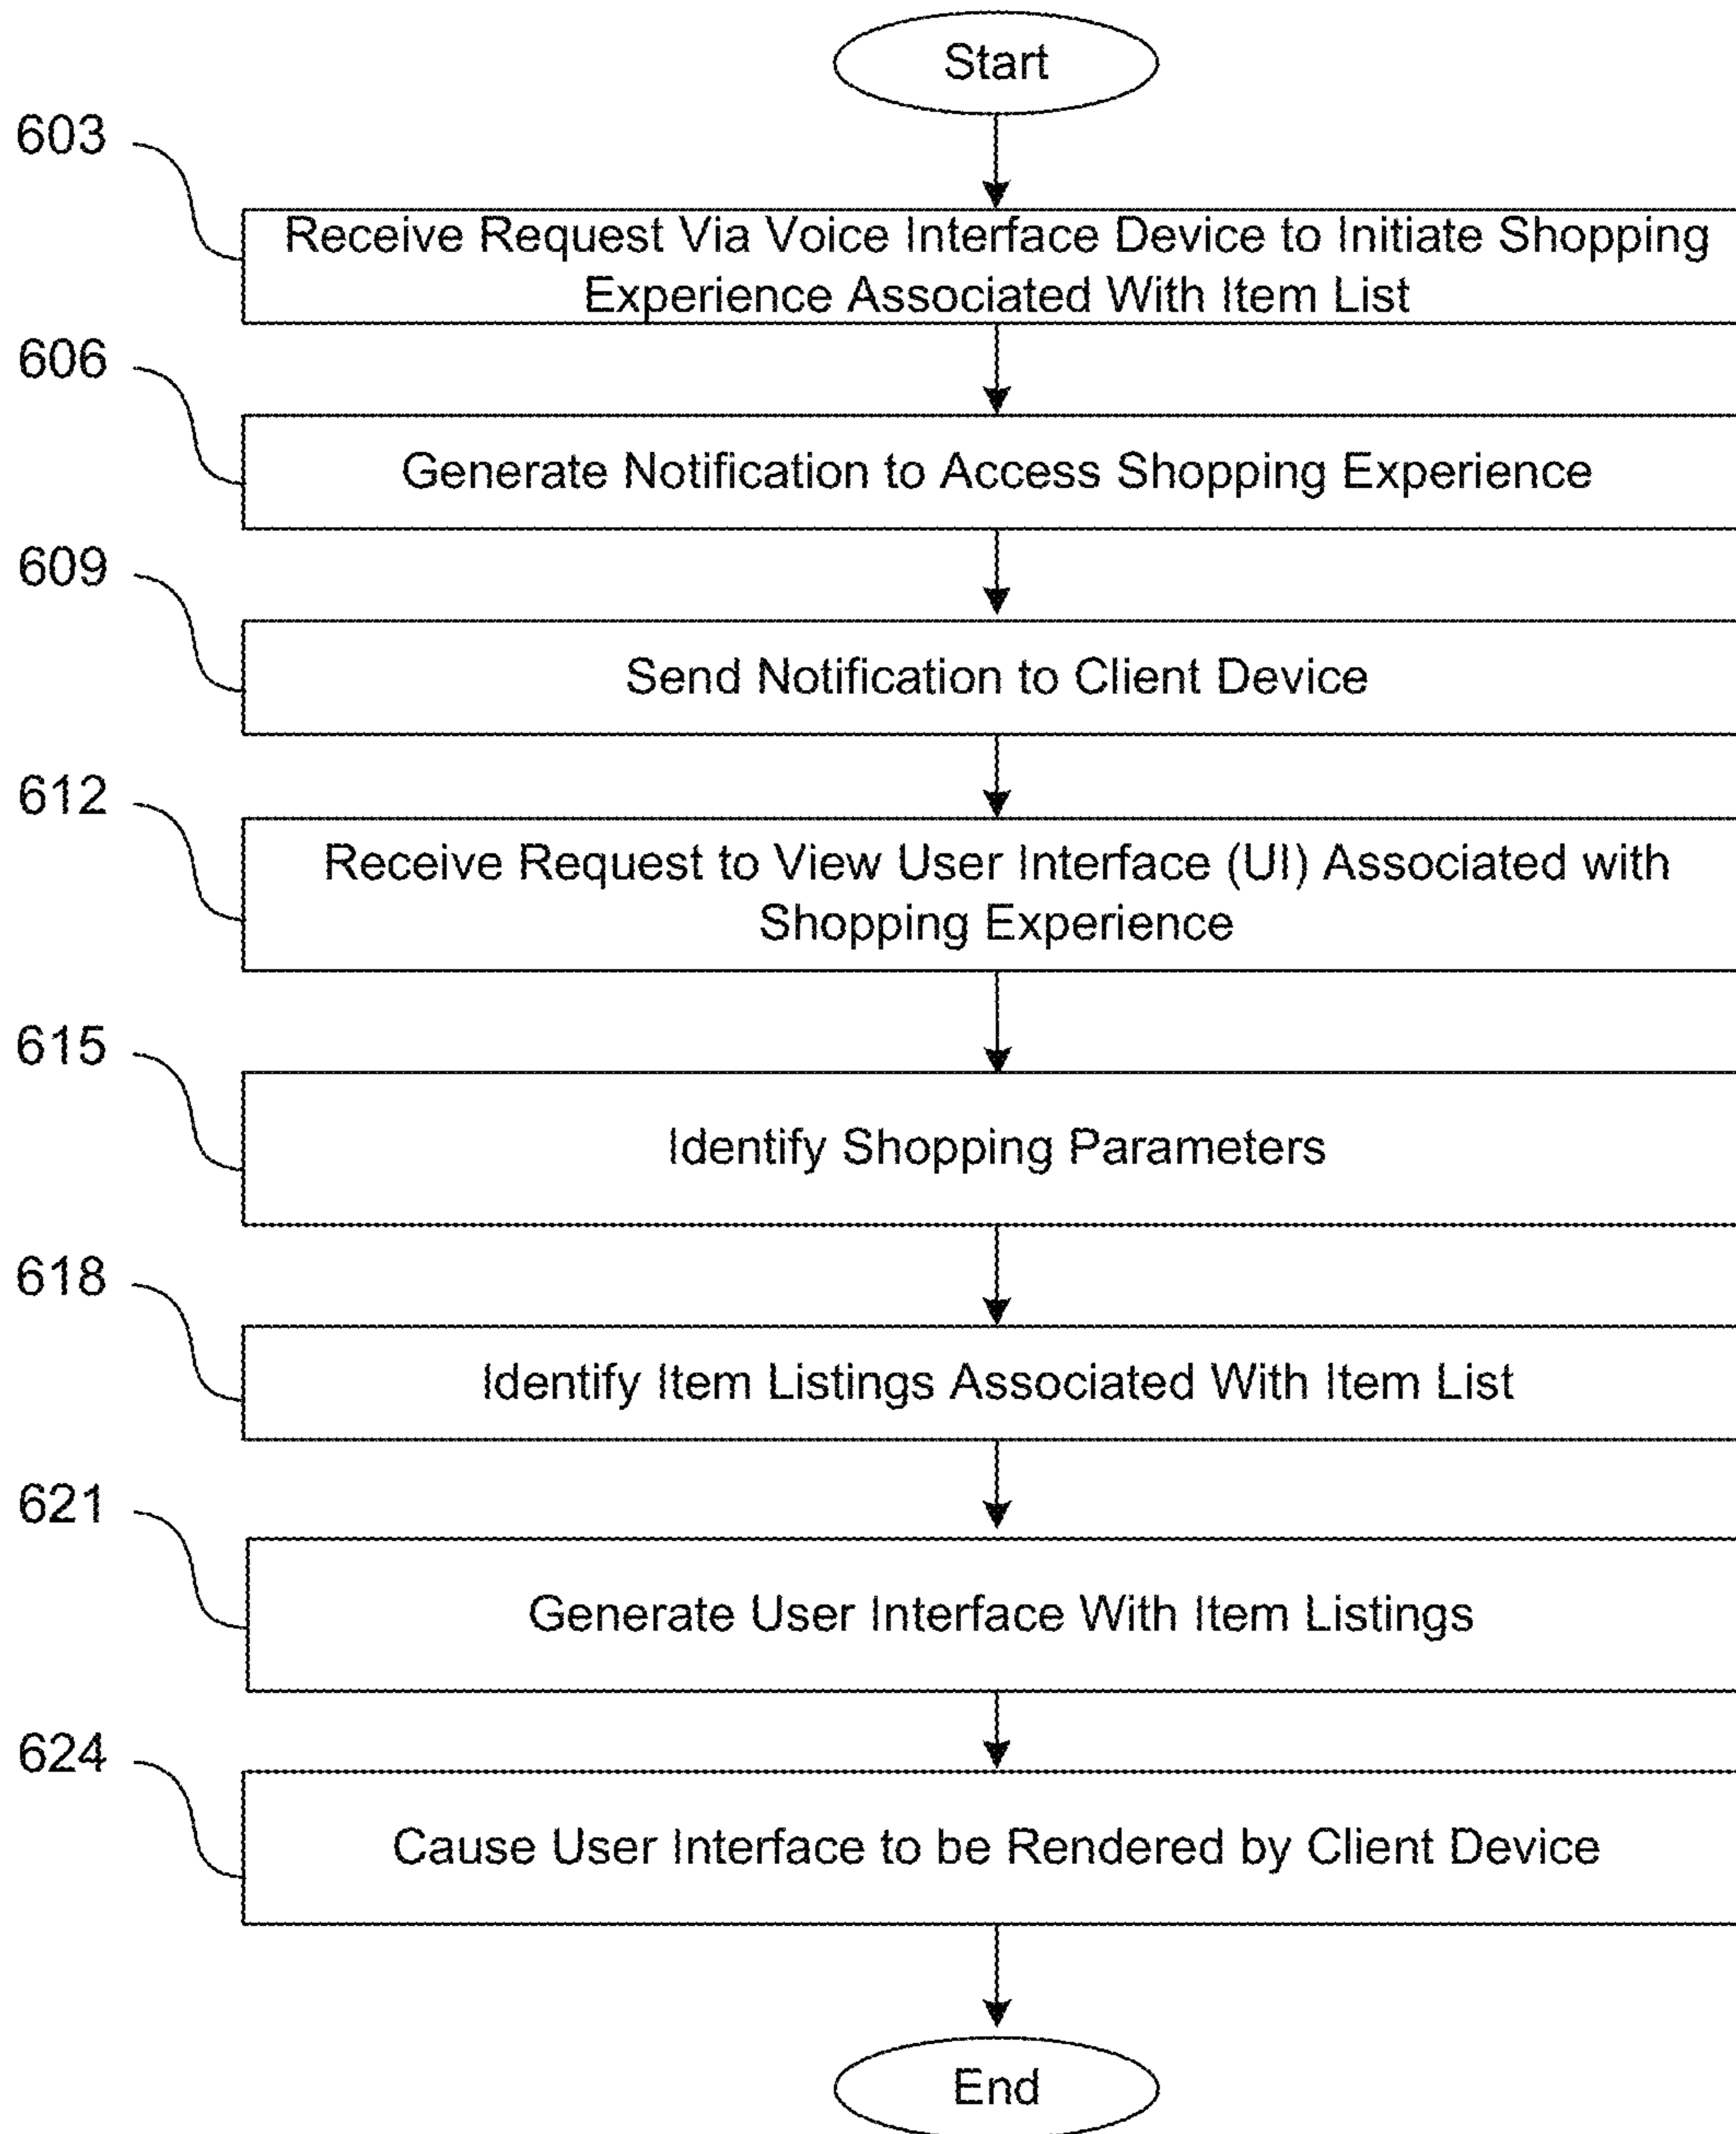 Start
603
Receive Request Via Voice Interface Device to Initiate Shopping
Experience Associated With Item List
606
Generate Notification to Access Shopping Experience
609
Send Notification to Client Device
612
Receive Request to View User Interface (UI) Associated with
Shopping Experience
615
Identify Shopping Parameters
618
Identify Item Listings Associated With Item List
621
Generate User Interface With Item Listings
624
Cause User Interface to be Rendered by Client Device
End